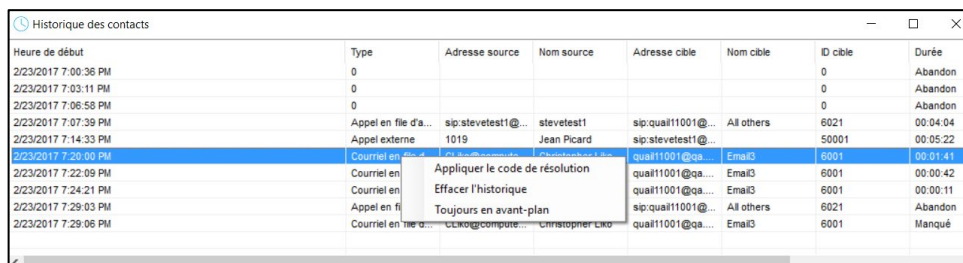 Historique des contacts
Heure de début Type Adresse source Nom source Adresse cible Nom cible ID cible Durée
2/23/2017 7:00:36 PM 0 0 Abandon
2/23/2017 7:03:11 PM 0 0 Abandon
2/23/2017 7:06:58 PM 0 0 Abandon
2/23/2017 7:07:39 PM Appel en file d'a... sip:stevetest1@... stevetest1 sip:quail11001@... All others 6021 00:04:04
2/23/2017 7:14:33 PM Appel externe 1019 Jean Picard sip:stevetest1@... 50001 00:05:22
2/23/2017 7:20:00 PM Courriel en file d... CLiko@compute... Christopher Liko quail11001@qa.... Email3 6001 00:01:41
Appliquer le code de résolution
2/23/2017 7:22:09 PM Courriel en quail11001@qa.... Email3 6001 00:00:42
Effacer l'historique
2/23/2017 7:24:21 PM Courriel en quail11001@qa.... Email3 6001 00:00:11
Toujours en avant-plan
2/23/2017 7:29:03 PM Appel en fi sip:quail11001@... All others 6021 Abandon
2/23/2017 7:29:06 PM Courriel en file d... CLiko@compute... Christopher Liko quail11001@qa.... Email3 6001 Manqué